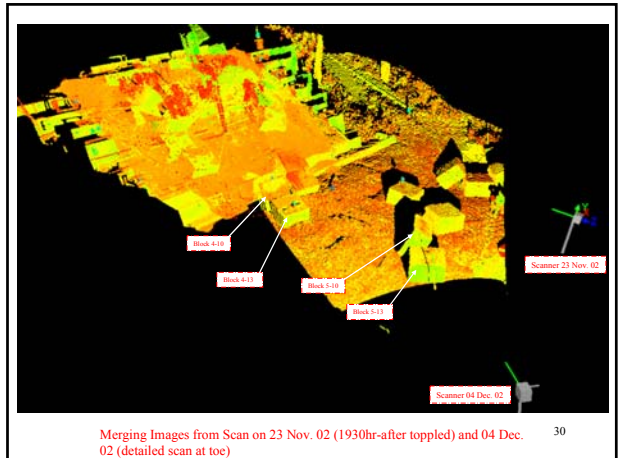 Block 4-10
Block 4-13
Block 5-10
Block 5-13
Scanner 23 Nov. 02
Scanner 04 Dec. 02
Merging Images from Scan on 23 Nov. 02 (1930hr-after toppled) and 04 Dec.
02 (detailed scan at toe)
30